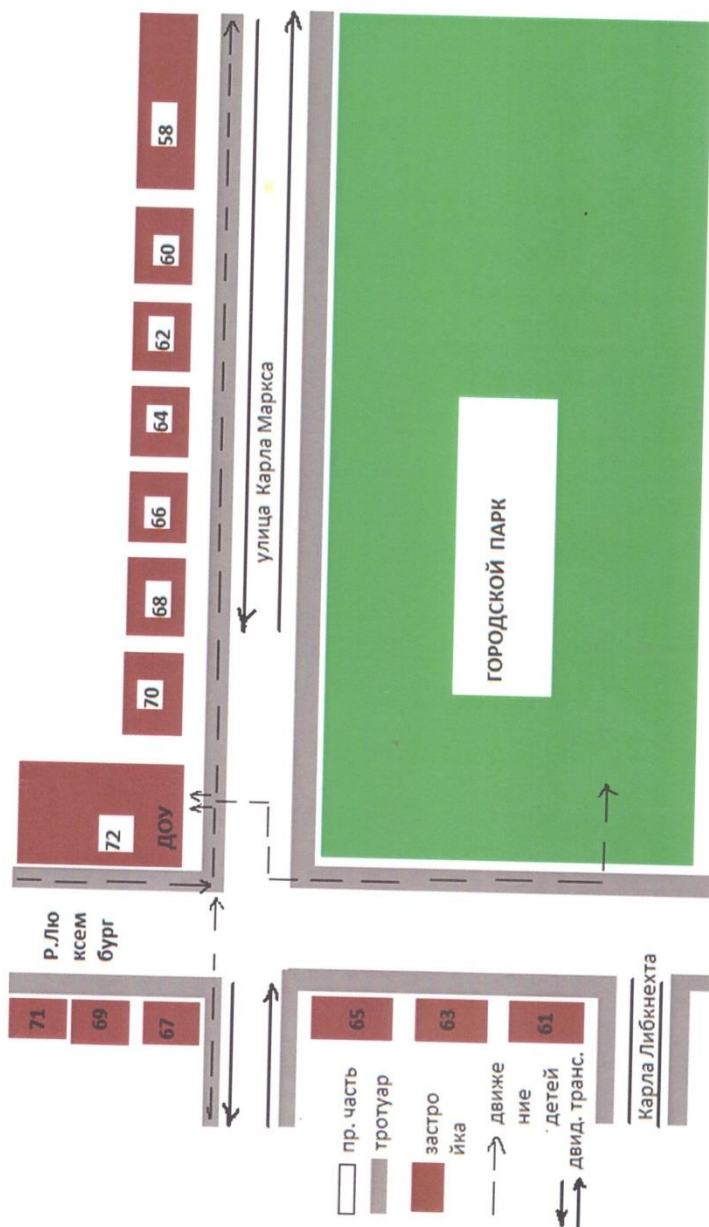 58
60
62
64
66
68
70
72
ДОУ
улица Карла Маркса
ГОРОДСКОЙ ПАРК
Р.Лю
ксем
бург
71
69
67
65
63
61
Карла Либкнехта
пр. часть
тротуар
застро
йка
движе
ние
детей
двид. транс.